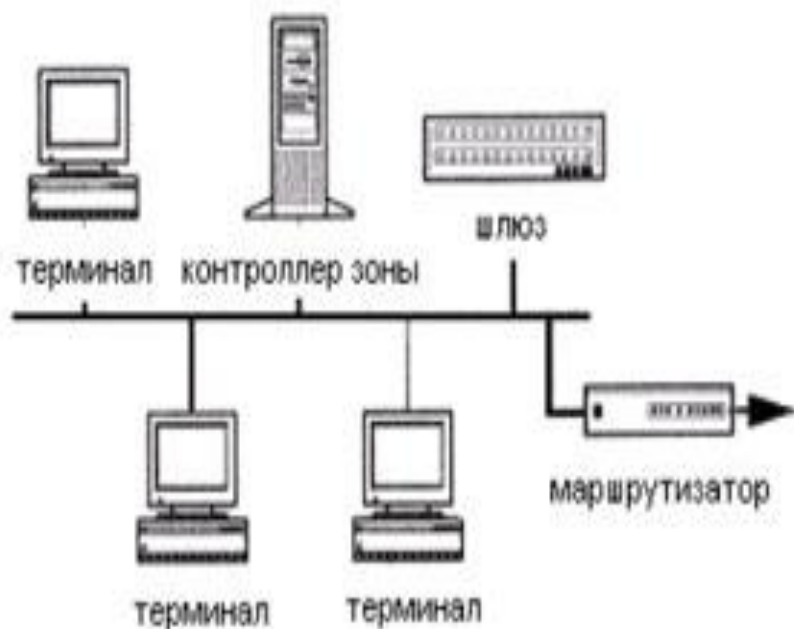 шлюз
терминал
контроллер зоны
маршрутизатор
терминал
терминал